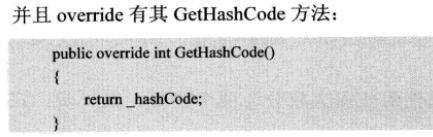 并且 override 有其 GetHashCode 方法：
public override int GetHashCode()
{
return _hashCode;
}